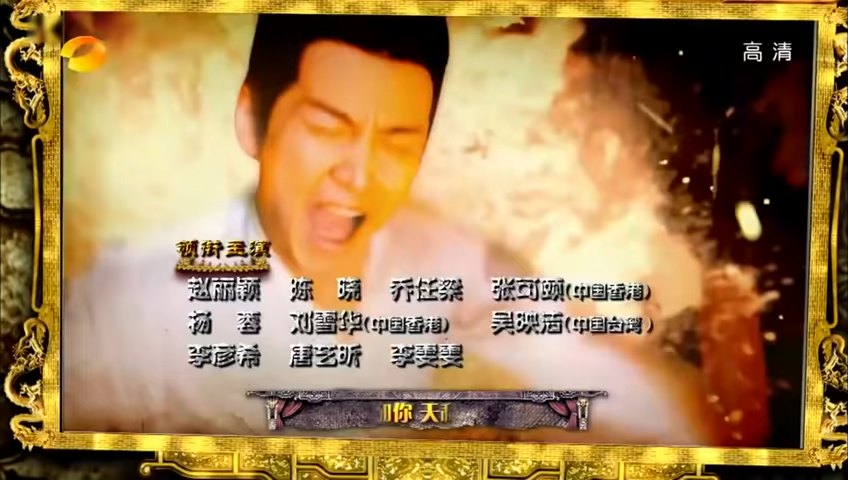 高清
领衔主演
赵丽颖 陈 晓 乔任梁 张可颐(中国香港)
杨 蓉 刘雪华(中国香港) 吴映洁(中国台湾)
李彦希 唐艺昕 李雯雯
你 天